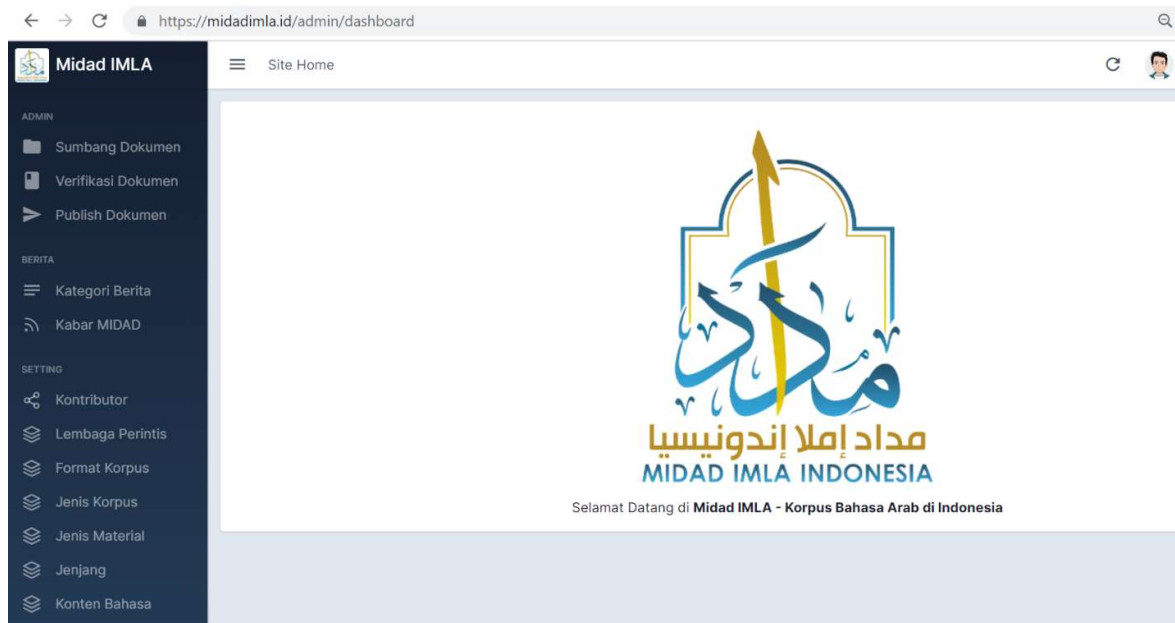 https://midadimla.id/admin/dashboard
Midad IMLA
Site Home
ADMIN
Sumbang Dokumen
Verifikasi Dokumen
Publish Dokumen
BERITA
Kategori Berita
Kabar MIDAD
SETTING
Kontributor
Lembaga Perintis
Format Korpus
Jenis Korpus
Jenis Material
Jenjang
Konten Bahasa
مداد
مداد إملا إندونيسيا
MIDAD IMLA INDONESIA
Selamat Datang di Midad IMLA - Korpus Bahasa Arab di Indonesia